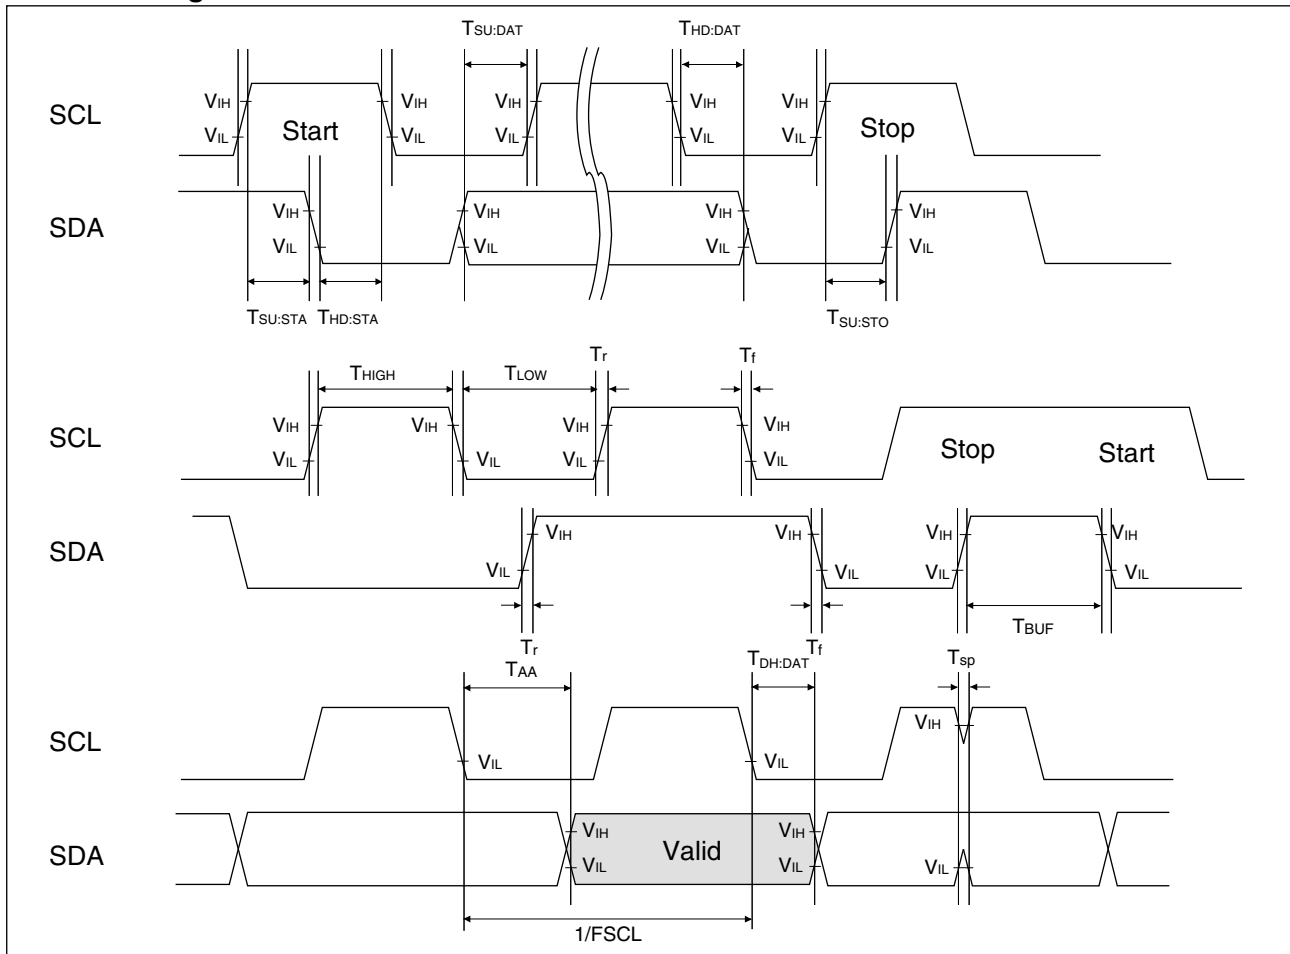 g
TSU:DAT THD:DAT
SCL VIH VIH VIH VIH VIH
VIL Start VIL VIL VIL VIL Stop
SDA VIH VIH VIH VIH
VIL VIL VIL VIL
TSU:STA THD:STA TSU:STO
THIGH TLOW Tr Tf
SCL VIH VIH VIH VIH
VIL VIL VIL VIL Stop Start
SDA VIH VIH VIH VIH
VIL VIL VIL VIL
Tr Tf TBUF
TAA TDH:DAT Tsp
SCL VIH
VIL VIL
SDA VIH Valid VIH
VIL VIL VIL
1/FSCL